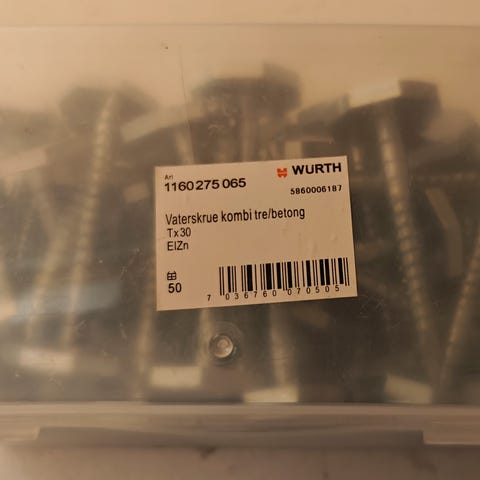 Art
1160 275 065
WURTH
5860006187
Vaterskrue kombi tre/betong
Tx30
ElZn
50
7 036760 070505